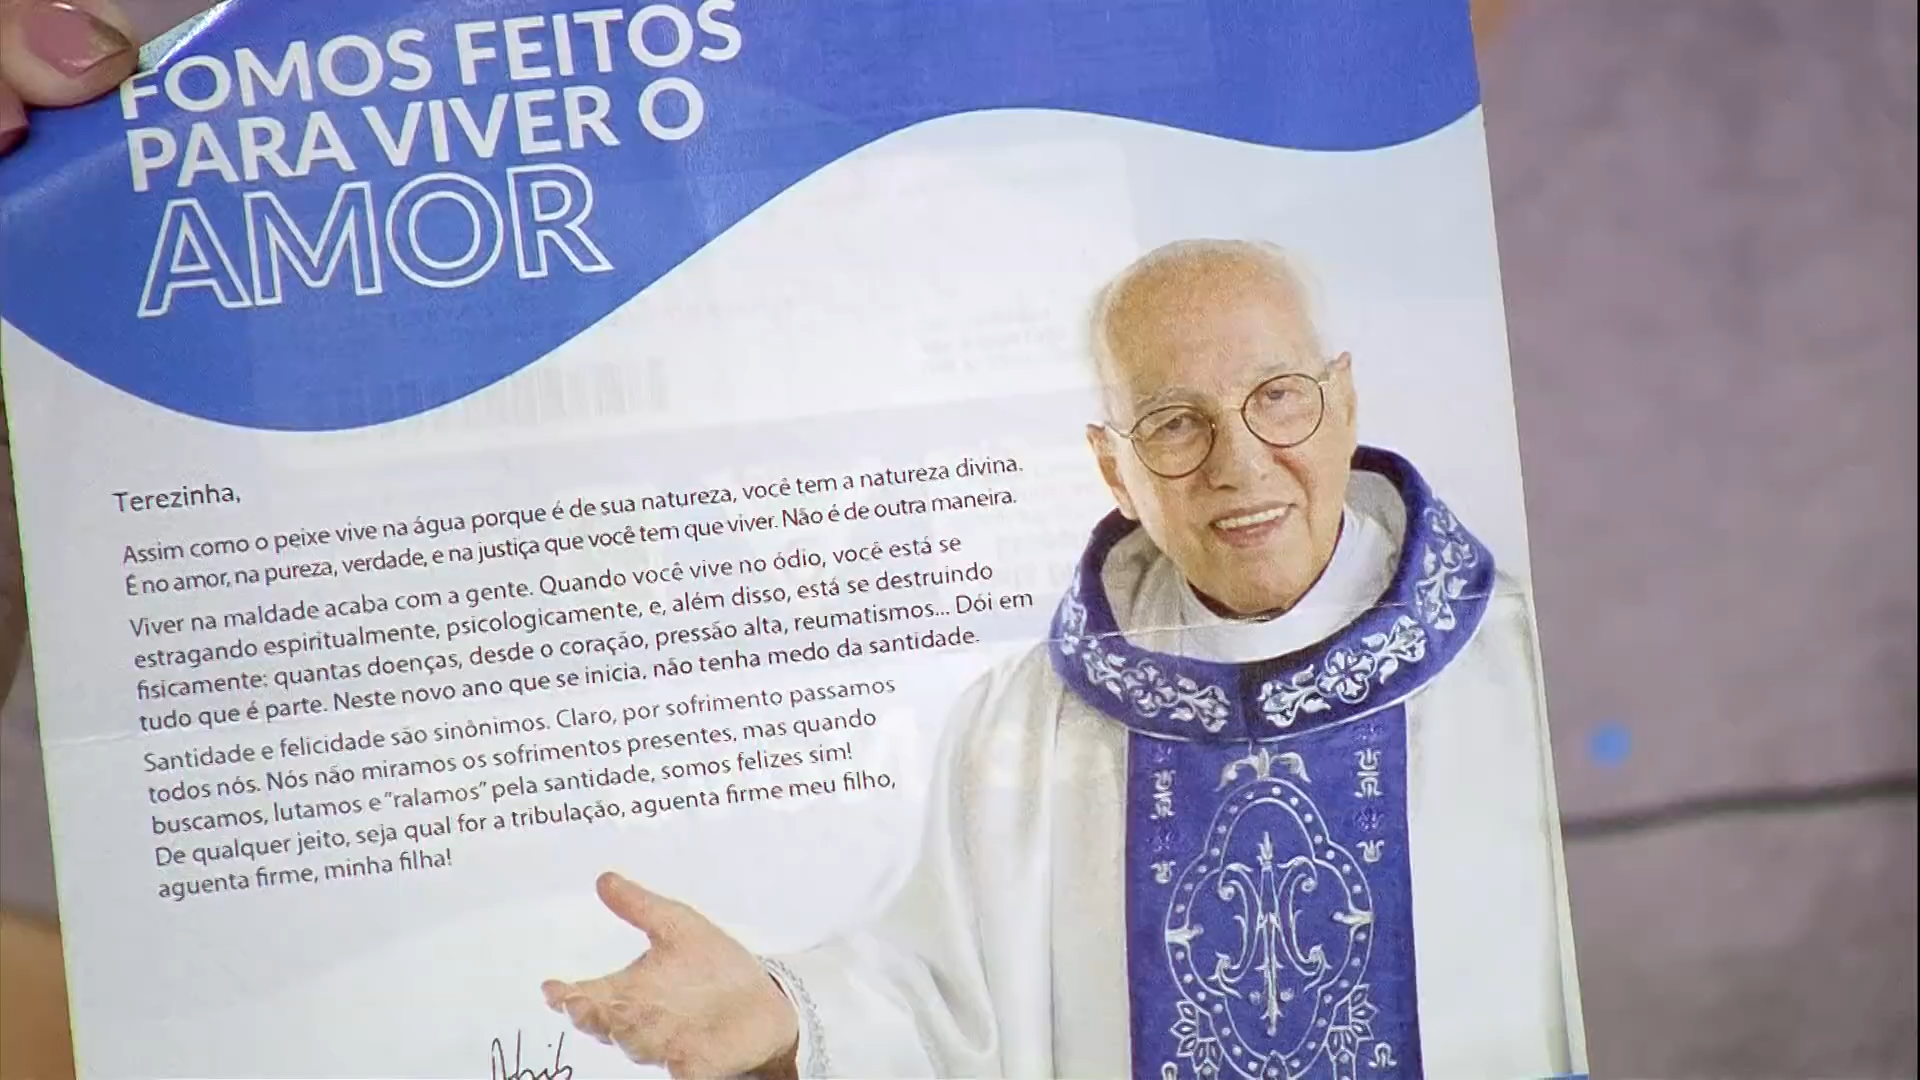 FOMOS FEITOS
PARA VIVER O
AMOR
Terezinha,
Assim como o peixe vive na água porque é de sua natureza, você tem a natureza divina.
É no amor, na pureza, verdade, e na justiça que você tem que viver. Não é de outra maneira.
Viver na maldade acaba com a gente. Quando você vive no ódio, você está se
estragando espiritualmente, psicologicamente, e, além disso, está se destruindo
fisicamente: quantas doenças, desde o coração, pressão alta, reumatismos... Dói em
tudo que é parte. Neste novo ano que se inicia, não tenha medo da santidade.
Santidade e felicidade são sinônimos. Claro, por sofrimento passamos
todos nós. Nós não miramos os sofrimentos presentes, mas quando
buscamos, lutamos e "ralamos" pela santidade, somos felizes sim!
De qualquer jeito, seja qual for a tribulação, aguenta firme meu filho,
aguenta firme, minha filha!